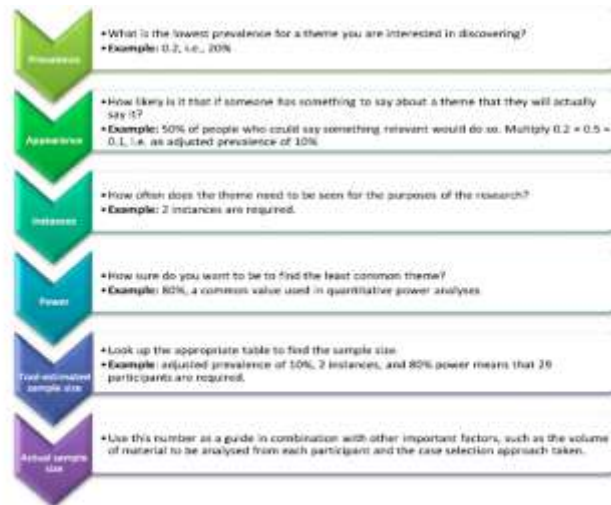 Prevalence
•What is the lowest prevalence for a theme you are interested in discovering?
•Example: 0.2, i.e., 20%
Appearance
•How likely is it that if someone has something to say about a theme that they will actually
say it?
•Example: 50% of people who could say something relevant would do so. Multiply 0.2 × 0.5 =
0.1, i.e. an adjusted prevalence of 10%
Instances
•How often does the theme need to be seen for the purposes of the research?
•Example: 2 instances are required.
Power
•How sure do you want to be to find the least common theme?
•Example: 80%, a common value used in quantitative power analyses
Tool-estimated
sample size
•Look up the appropriate table to find the sample size
•Example: adjusted prevalence of 10%, 2 instances, and 80% power means that 29
participants are required.
Actual sample
size
•Use this number as a guide in combination with other important factors, such as the volume
of material to be analysed from each participant and the case selection approach taken.